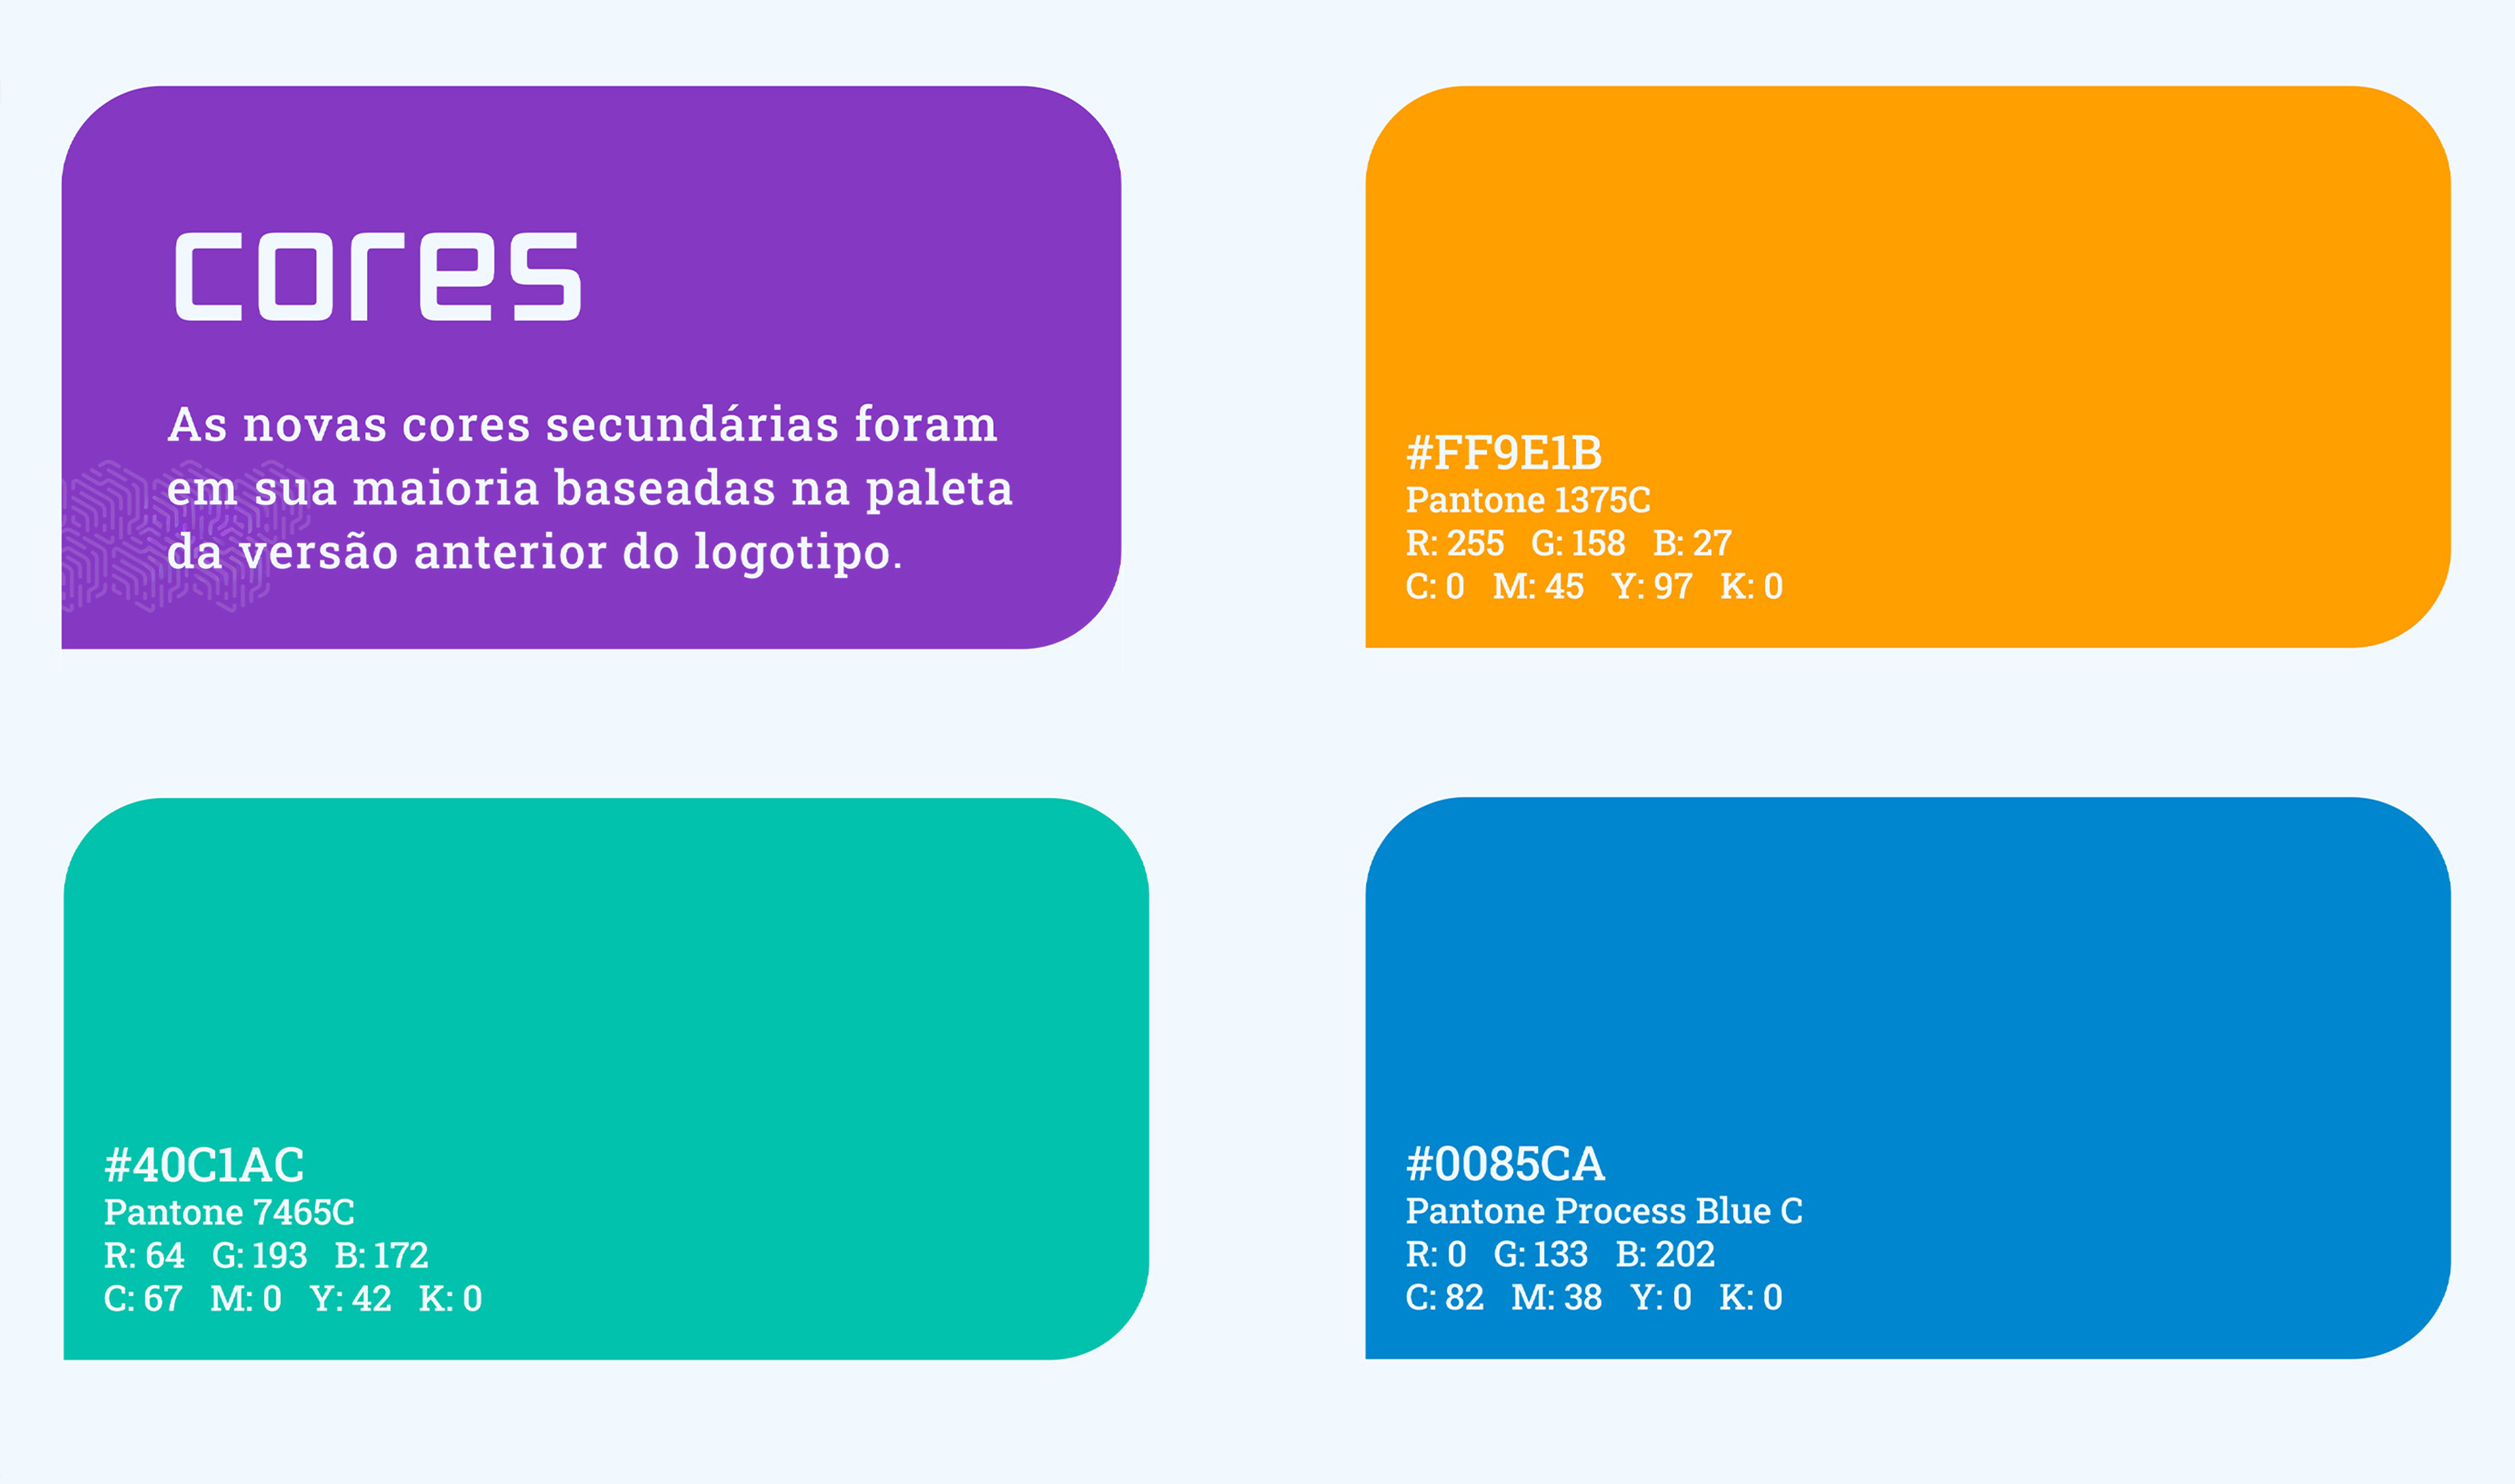 cores
As novas cores secundárias foram
em sua maioria baseadas na paleta
da versão anterior do logotipo.
#FF9E1B
Pantone 1375C
R: 255 G: 158 B: 27
C: 0 M: 45 Y: 97 K: 0
#40C1AC
Pantone 7465C
R: 64 G: 193 B: 172
C: 67 M: 0 Y: 42 K: 0
#0085CA
Pantone Process Blue C
R: 0 G: 133 B: 202
C: 82 M: 38 Y: 0 K: 0